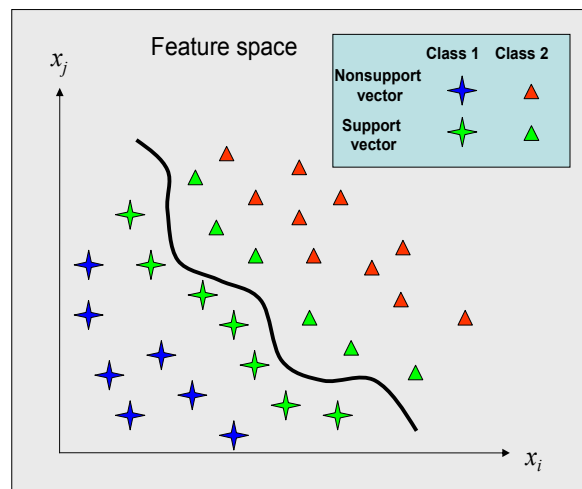 Feature space
Class 1 Class 2
Nonsupport
vector
Support
vector
x_j
x_i